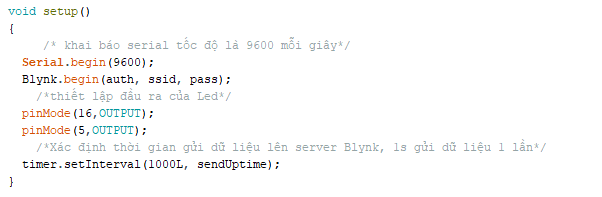 void setup()
{
/* khai báo serial tốc độ là 9600 mỗi giây*/
Serial.begin(9600);
Blynk.begin(auth, ssid, pass);
/*thiết lập đầu ra của Led*/
pinMode(16,OUTPUT);
pinMode(5,OUTPUT);
/*Xác định thời gian gửi dữ liệu lên server Blynk, 1s gửi dữ liệu 1 lần*/
timer.setInterval(1000L, sendUptime);
}